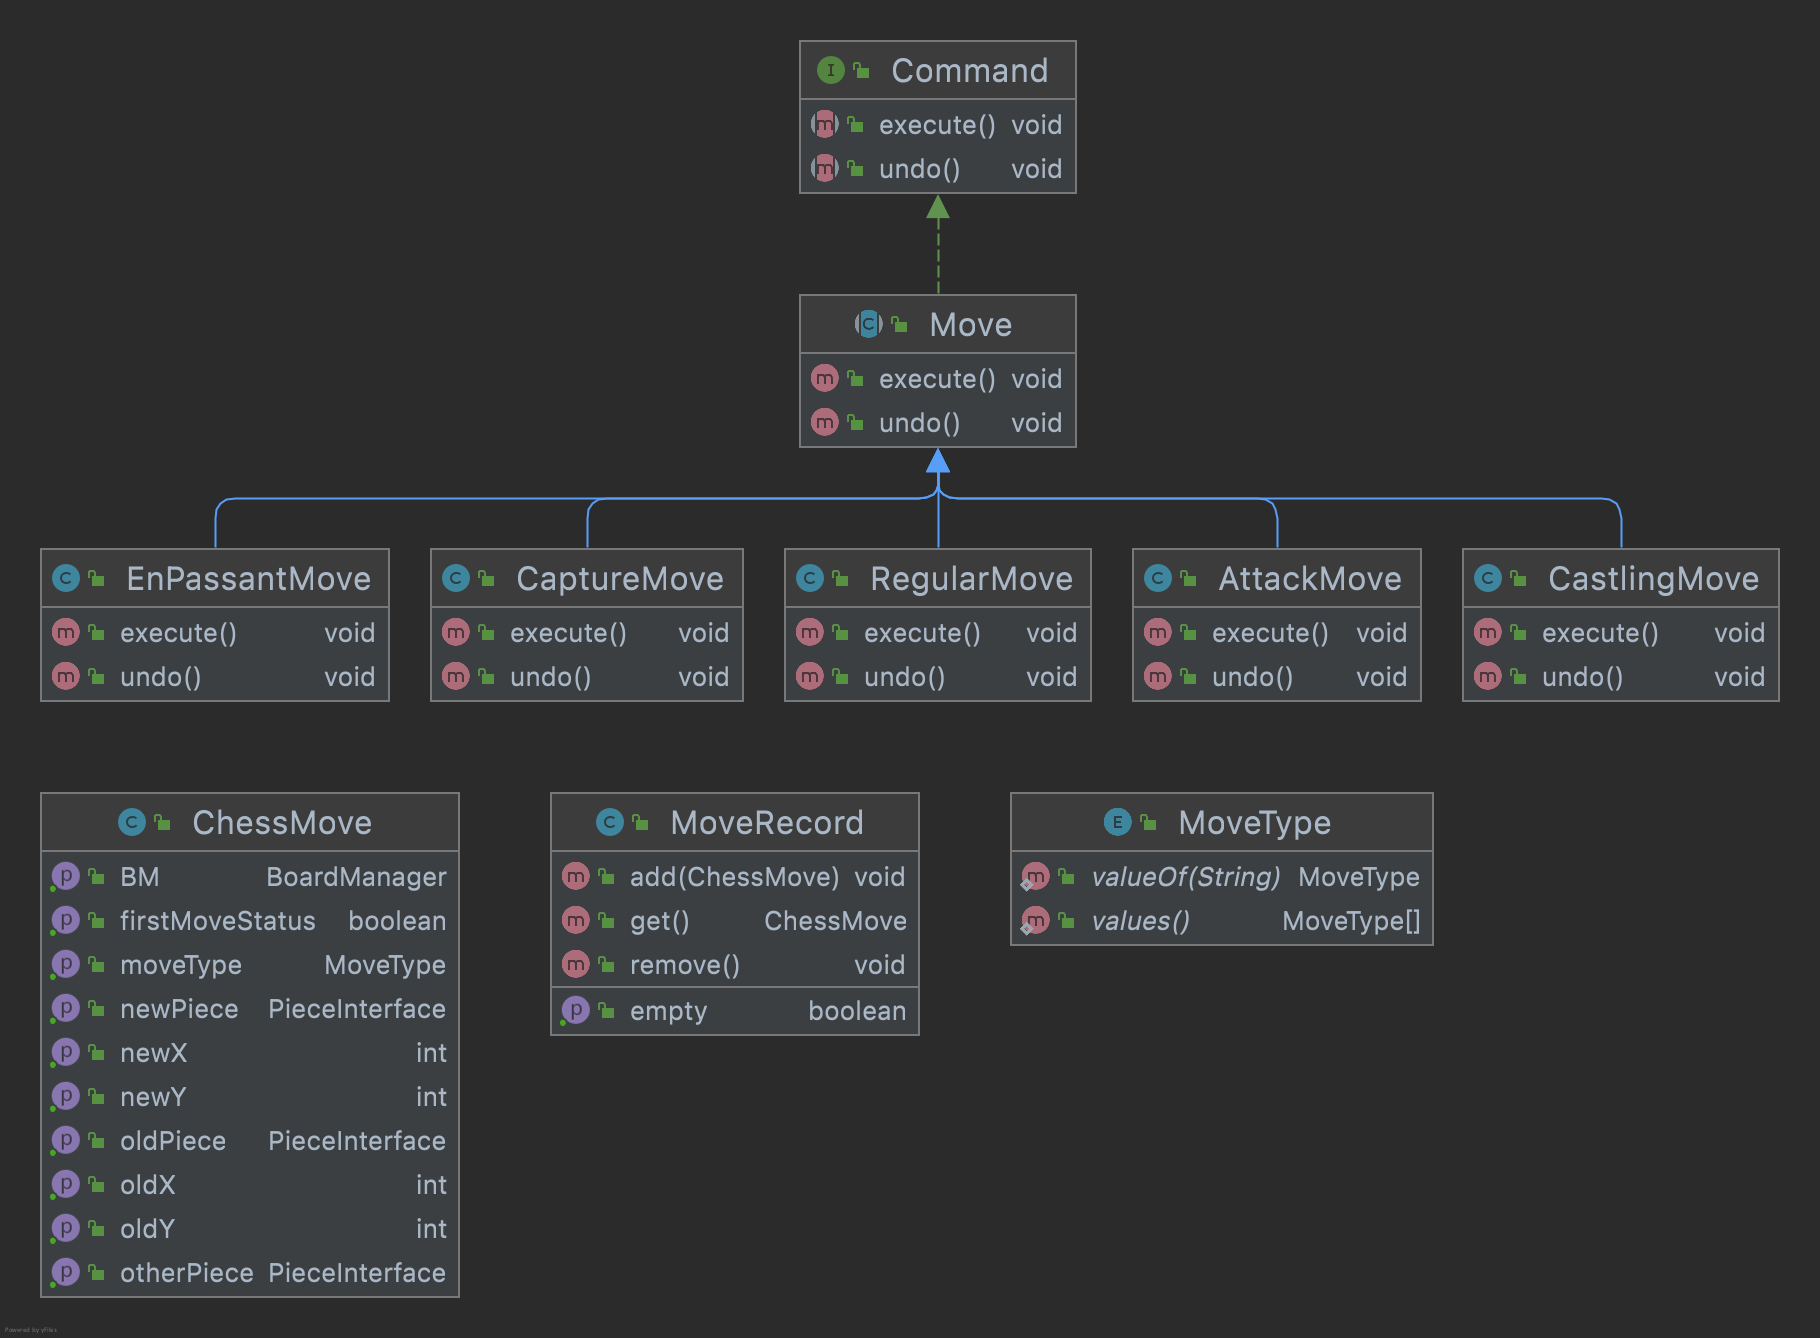 I Command
m execute() void
m undo() void
C Move
m execute() void
m undo() void
C EnPassantMove
m execute() void
m undo() void
C CaptureMove
m execute() void
m undo() void
C RegularMove
m execute() void
m undo() void
C AttackMove
m execute() void
m undo() void
C CastlingMove
m execute() void
m undo() void
C ChessMove
p BM BoardManager
p firstMoveStatus boolean
p moveType MoveType
p newPiece PieceInterface
p newX int
p newY int
p oldPiece PieceInterface
p oldX int
p oldY int
p otherPiece PieceInterface
C MoveRecord
m add(ChessMove) void
m get() ChessMove
m remove() void
p empty boolean
E MoveType
m valueOf(String) MoveType
m values() MoveType[]
Powered by yFiles